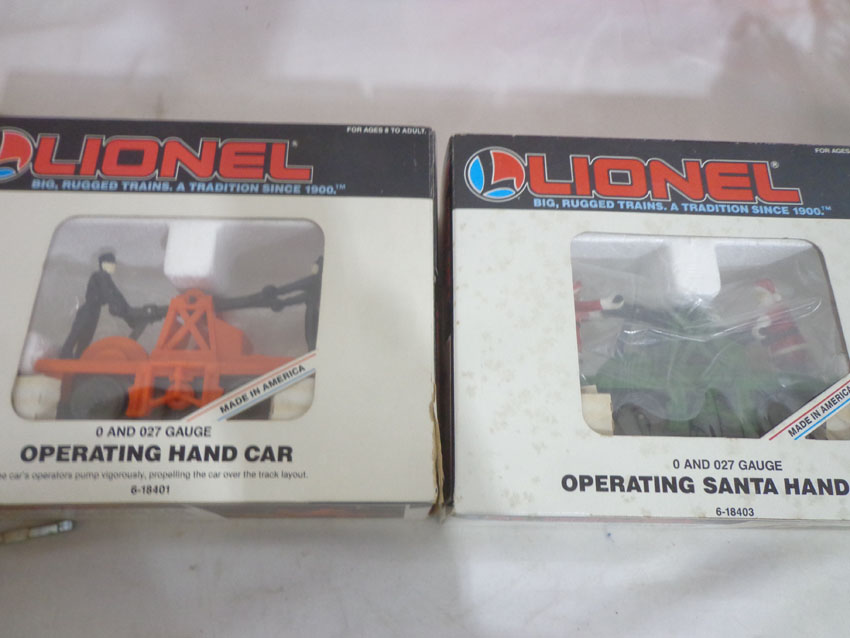 FOR AGES 8 TO ADULT.
LIONEL®
BIG, RUGGED TRAINS. A TRADITION SINCE 1900.™
MADE IN AMERICA
0 AND 027 GAUGE
OPERATING HAND CAR
car's operators pump vigorously, propelling the car over the track layout.
6-18401
FOR AGES
LIONEL®
BIG, RUGGED TRAINS. A TRADITION SINCE 1900.™
MADE IN AMERICA
0 AND 027 GAUGE
OPERATING SANTA HAND
6-18403